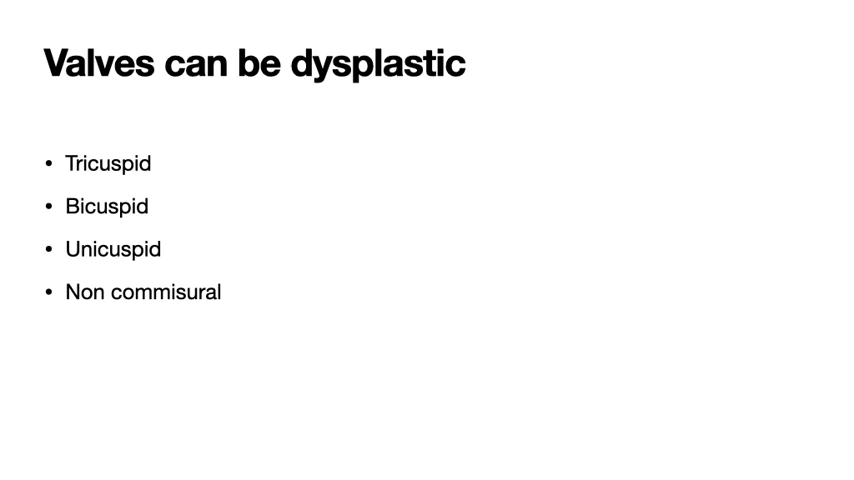 Valves can be dysplastic
• Tricuspid
• Bicuspid
• Unicuspid
• Non commisural